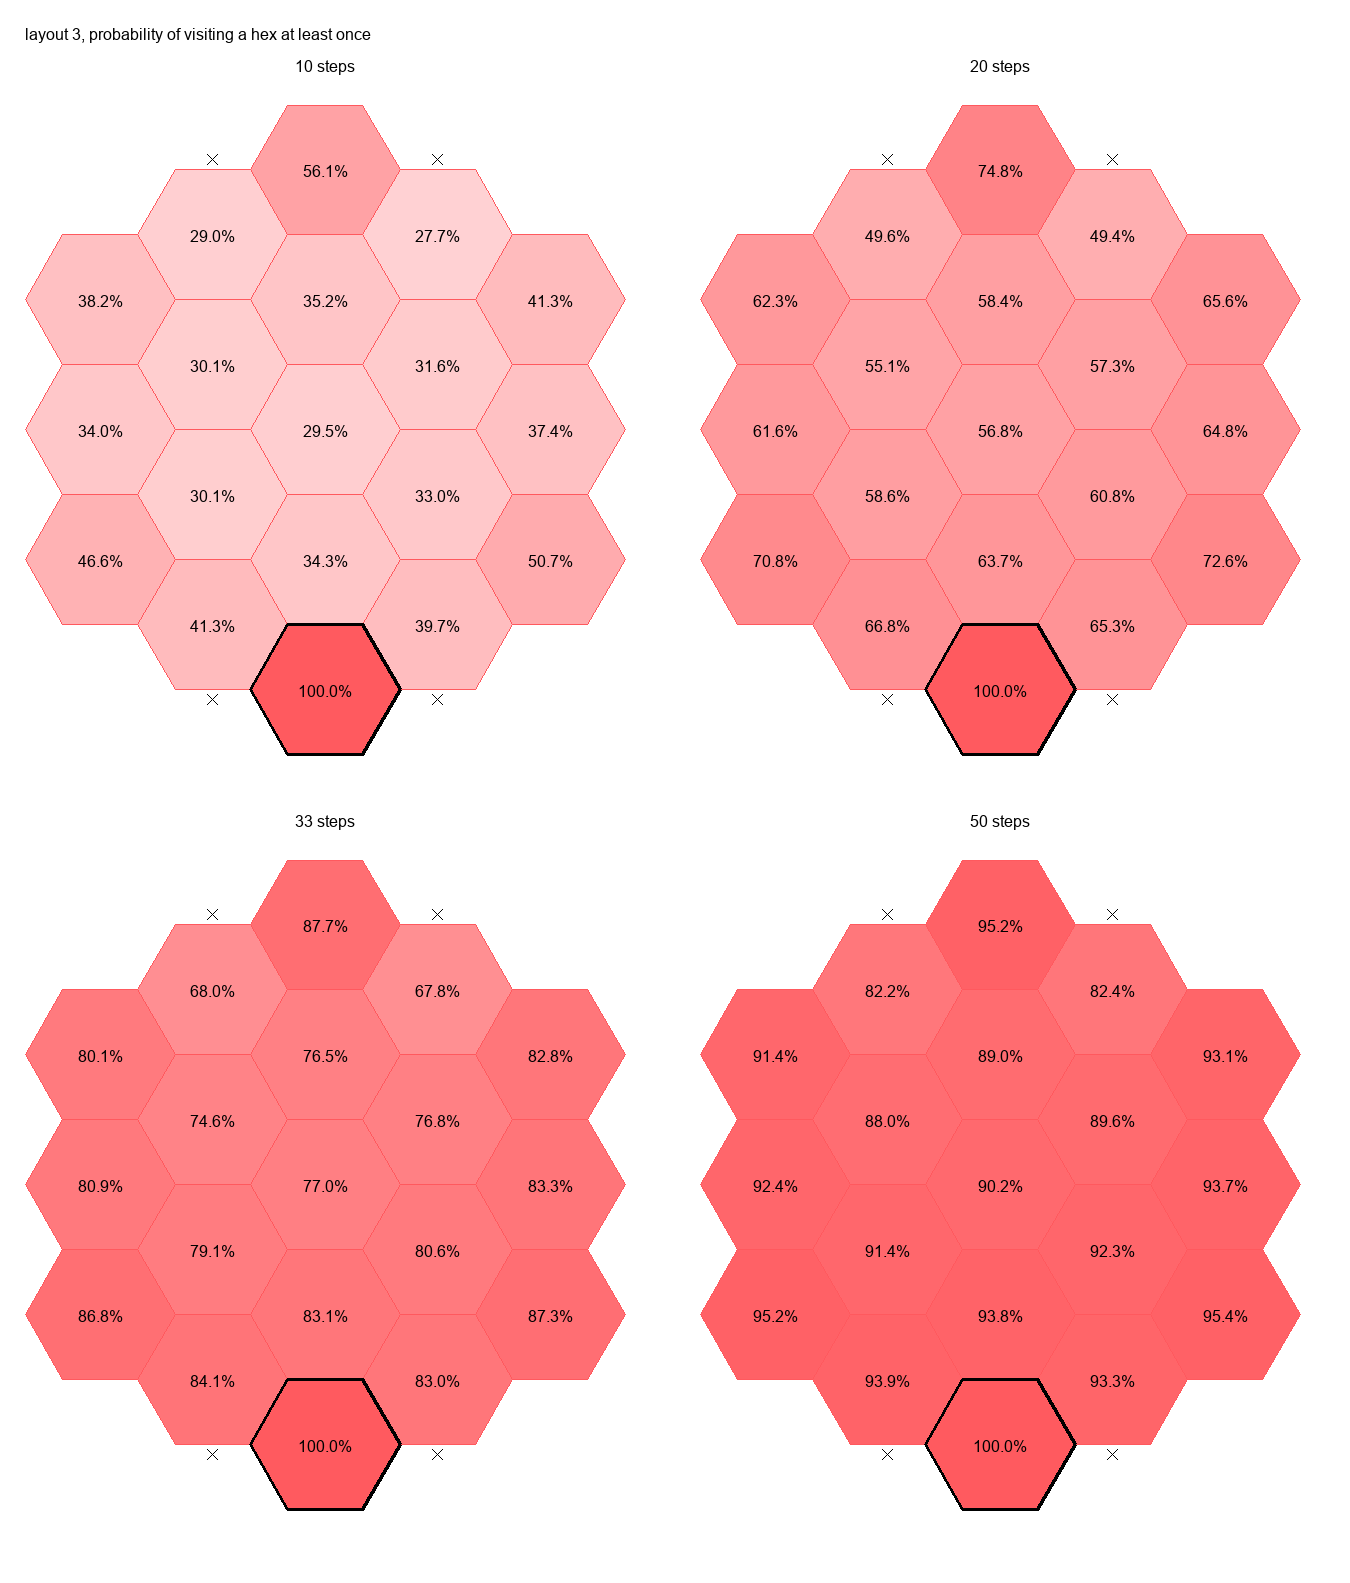 layout 3, probability of visiting a hex at least once
10 steps 20 steps
56.1% 74.8%
29.0% 27.7% 49.6% 49.4%
38.2% 35.2% 41.3% 62.3% 58.4% 65.6%
30.1% 31.6% 55.1% 57.3%
34.0% 29.5% 37.4% 61.6% 56.8% 64.8%
30.1% 33.0% 58.6% 60.8%
46.6% 34.3% 50.7% 70.8% 63.7% 72.6%
41.3% 39.7% 66.8% 65.3%
100.0% 100.0%
33 steps 50 steps
87.7% 95.2%
68.0% 67.8% 82.2% 82.4%
80.1% 76.5% 82.8% 91.4% 89.0% 93.1%
74.6% 76.8% 88.0% 89.6%
80.9% 77.0% 83.3% 92.4% 90.2% 93.7%
79.1% 80.6% 91.4% 92.3%
86.8% 83.1% 87.3% 95.2% 93.8% 95.4%
84.1% 83.0% 93.9% 93.3%
100.0% 100.0%